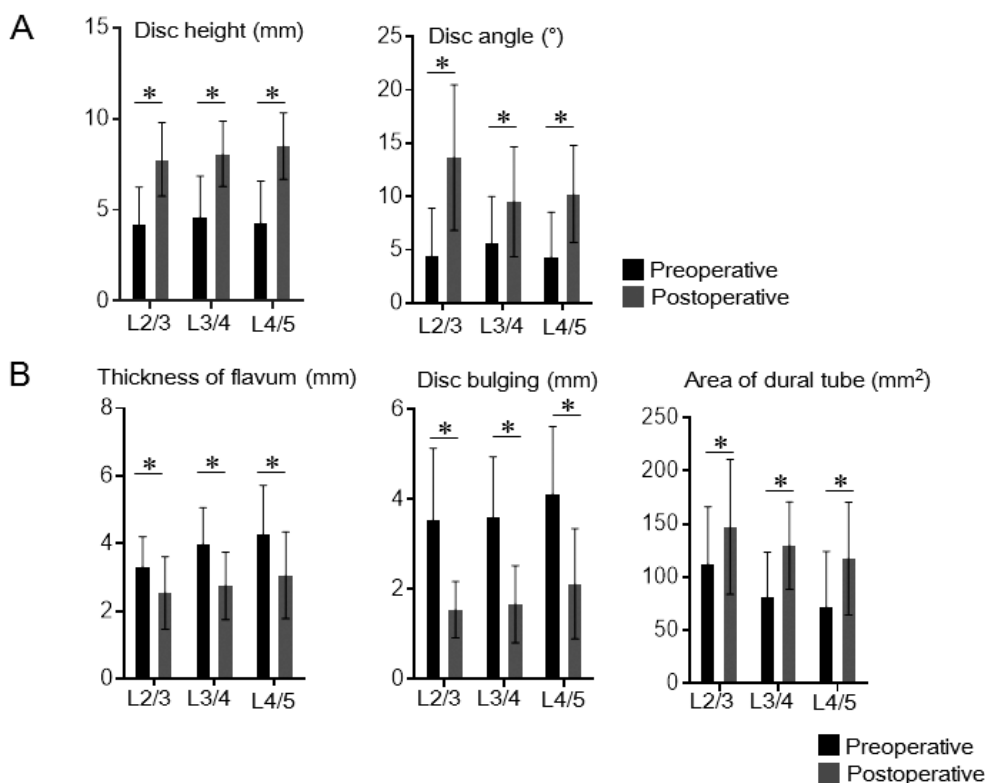 A
Disc height (mm)
15
10
5
0
* * *
L2/3 L3/4 L4/5
Disc angle (°)
25
20
15
10
5
0
* * *
L2/3 L3/4 L4/5
Preoperative
Postoperative
B
Thickness of flavum (mm)
8
6
4
2
0
* * *
L2/3 L3/4 L4/5
Disc bulging (mm)
6
4
2
0
* * *
L2/3 L3/4 L4/5
Area of dural tube (mm²)
250
200
150
100
50
0
* * *
L2/3 L3/4 L4/5
Preoperative
Postoperative